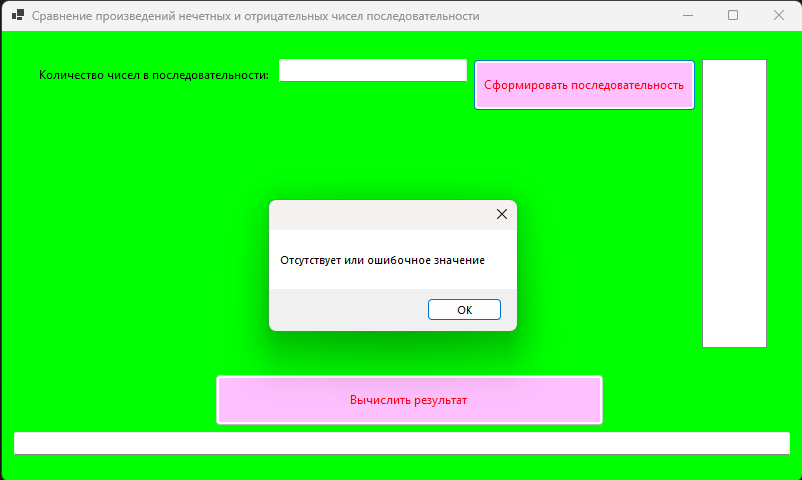 Сравнение произведений нечетных и отрицательных чисел последовательности
Количество чисел в последовательности:
Сформировать последовательность
Отсутствует или ошибочное значение
OK
Вычислить результат